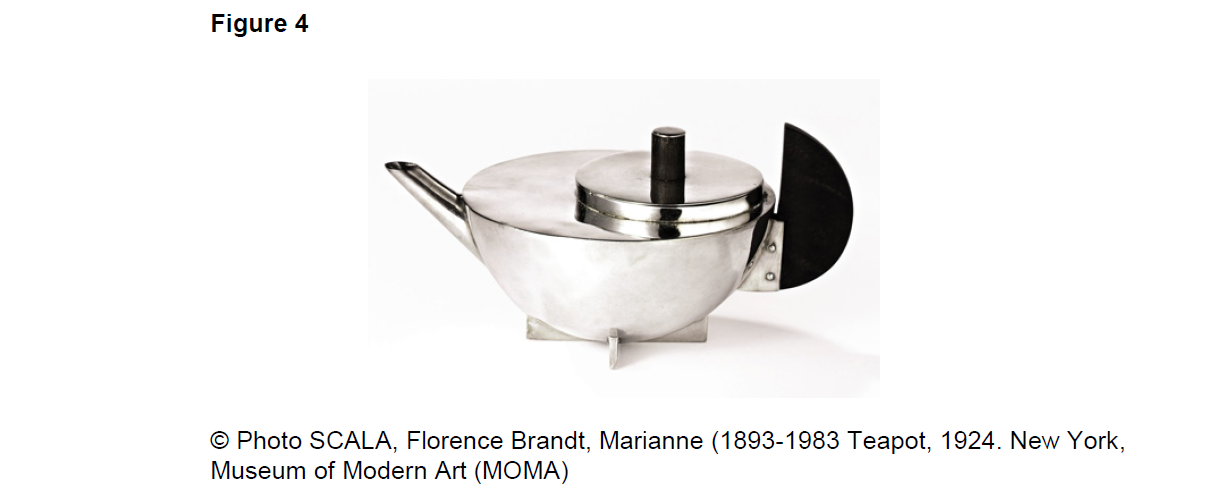 Figure 4
© Photo SCALA, Florence Brandt, Marianne (1893-1983 Teapot, 1924. New York,
Museum of Modern Art (MOMA)